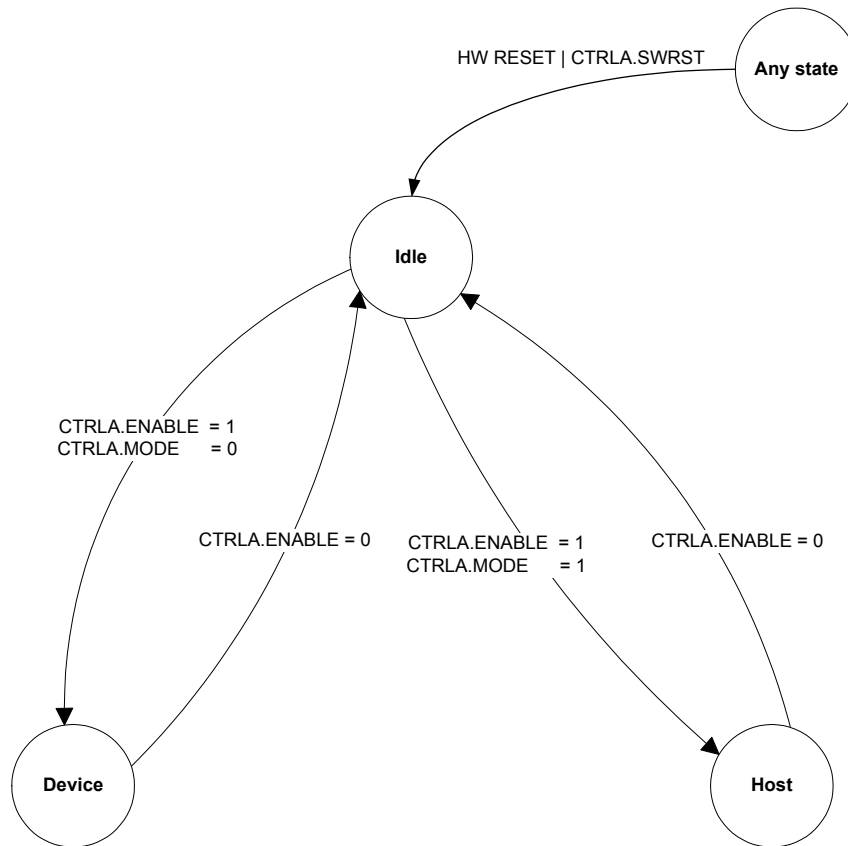 HW RESET | CTRLA.SWRST
Any state
Idle
CTRLA.ENABLE = 1
CTRLA.MODE = 0
CTRLA.ENABLE = 0
CTRLA.ENABLE = 1
CTRLA.MODE = 1
CTRLA.ENABLE = 0
Device
Host